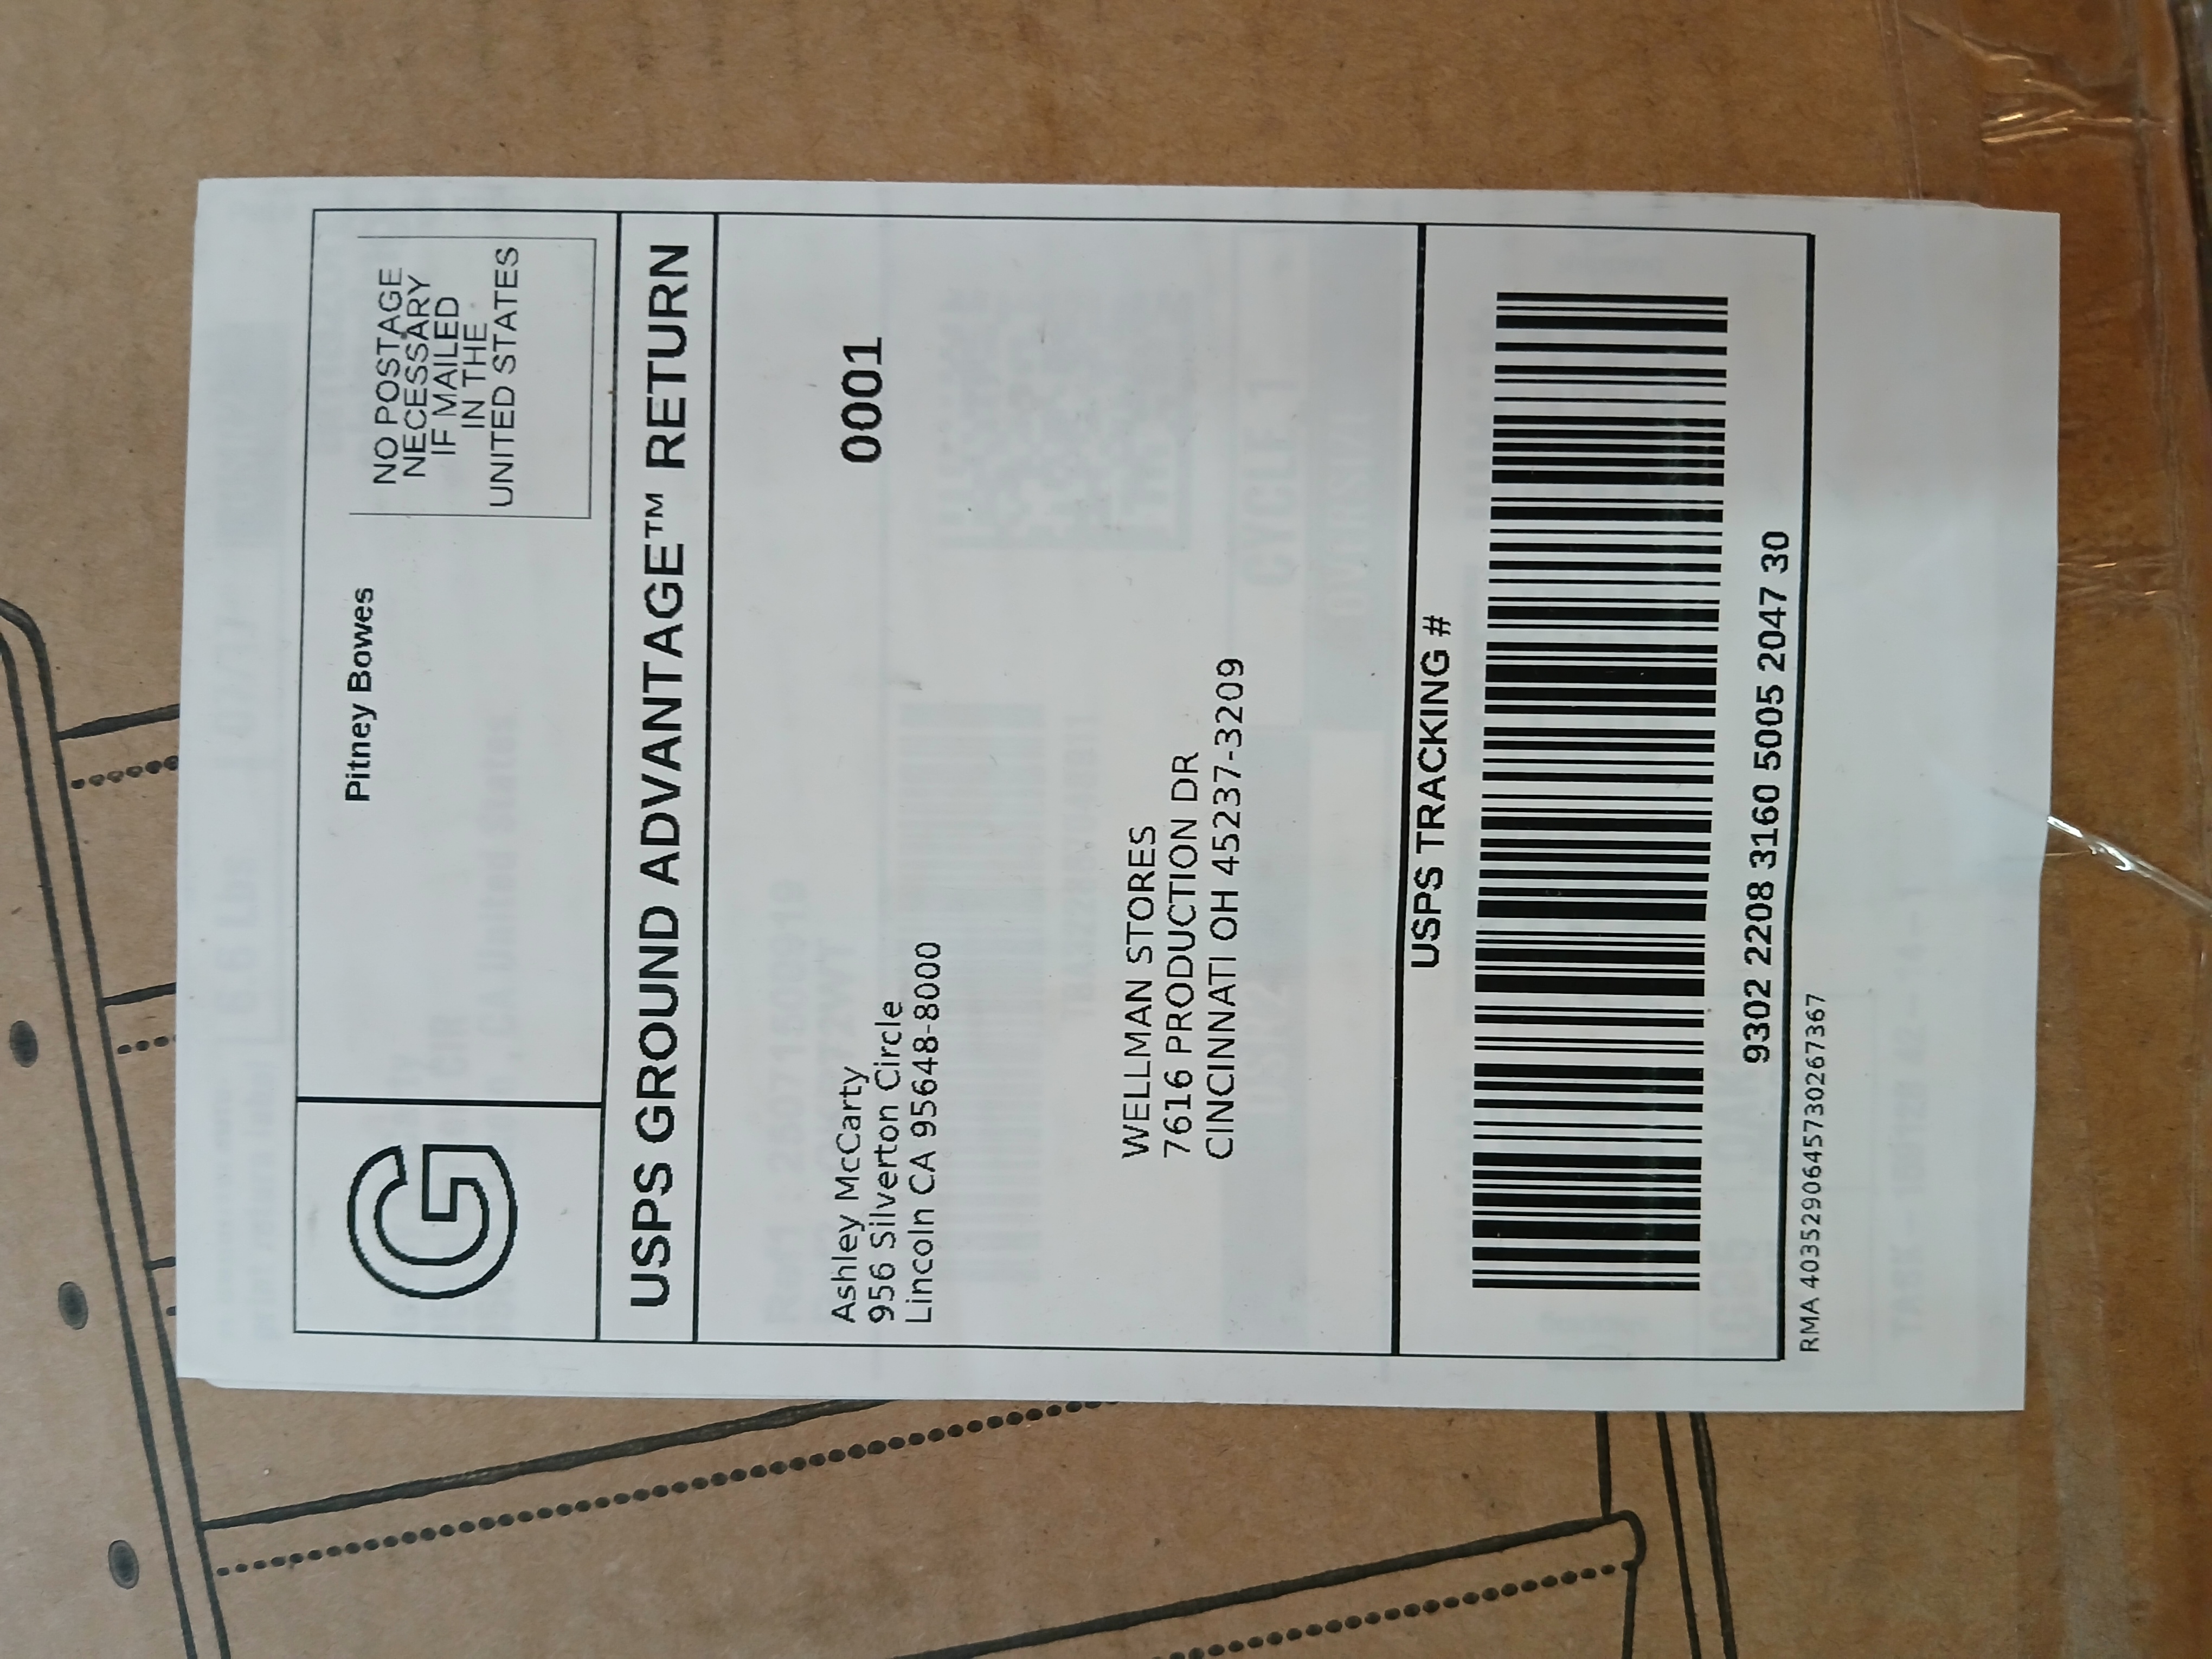 G
Pitney Bowes
NO POSTAGE
NECESSARY
IF MAILED
IN THE
UNITED STATES
USPS GROUND ADVANTAGE™ RETURN
0001
Ashley McCarty
956 Silverton Circle
Lincoln CA 95648-8000
WELLMAN STORES
7616 PRODUCTION DR
CINCINNATI OH 45237-3209
USPS TRACKING #
9302 2208 3160 5005 2047 30
RMA 403529064573026​7367